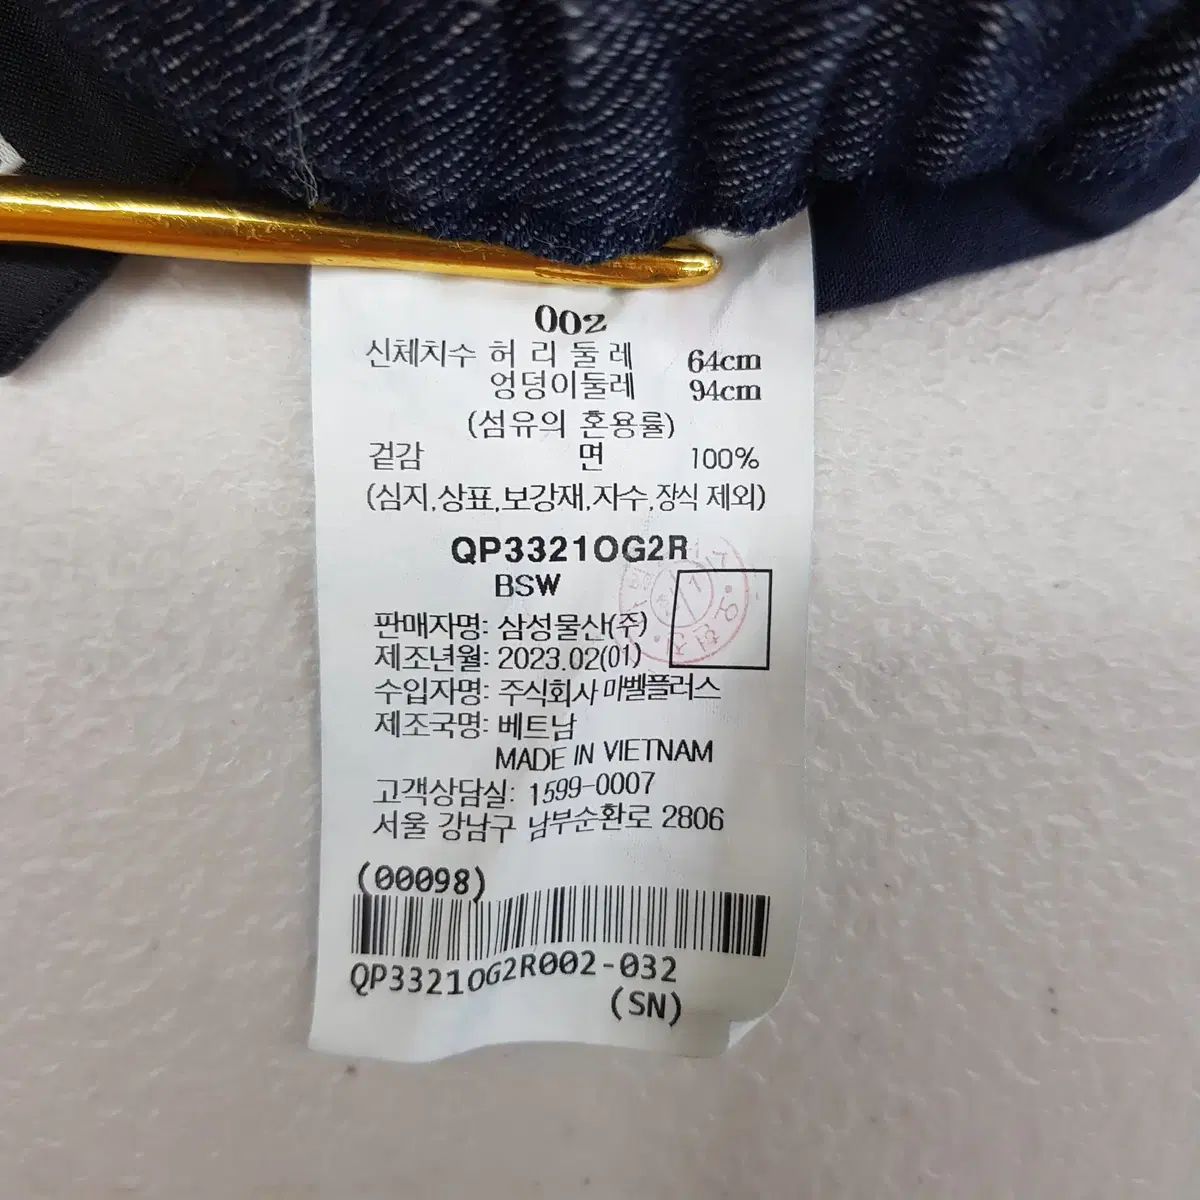 002
신체치수 허 리 둘 레 64cm
엉덩이둘레 94cm
(섬유의 혼용률)
겉감 면 100%
(심지,상표,보강재,자수,장식 제외)
QP3321OG2R
BSW
판매자명: 삼성물산(주)
제조년월: 2023.02(01)
수입자명: 주식회사 마벨플러스
제조국명: 베트남
MADE IN VIETNAM
고객상담실: 1599-0007
서울 강남구 남부순환로 2806
(00098)
QP3321OG2R002-032
(SN)